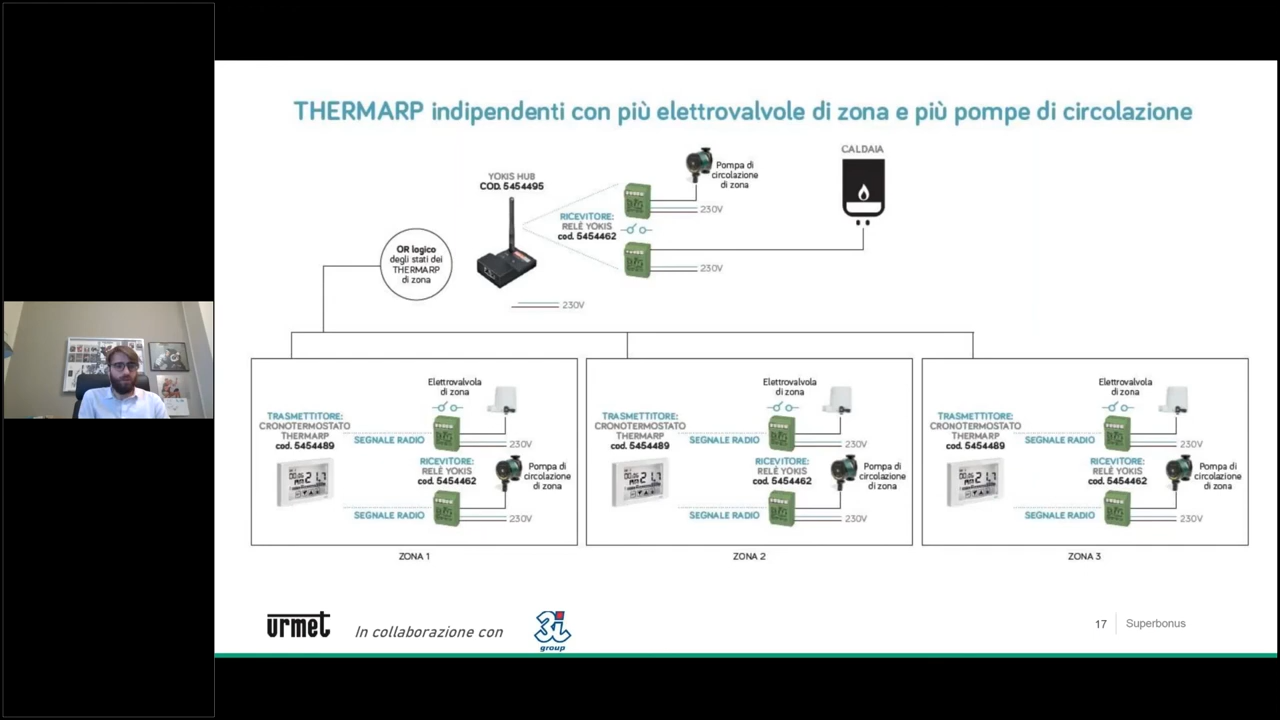 THERMARP indipendenti con più elettrovalvole di zona e più pompe di circolazione
YOKIS HUB
COD. 5454495
Pompa di
circolazione
di zona
CALDAIA
RICEVITORE:
RELÉ YOKIS
cod. 5454462
230V
230V
OR logico
degli stati dei
THERMARP
di zona
230V
Elettrovalvola
di zona
TRASMETTITORE:
CRONOTERMOSTATO
THERMARP
cod. 5454489
SEGNALE RADIO
230V
RICEVITORE:
RELÉ YOKIS
cod. 5454462
Pompa di
circolazione
di zona
SEGNALE RADIO
230V
ZONA 1
Elettrovalvola
di zona
TRASMETTITORE:
CRONOTERMOSTATO
THERMARP
cod. 5454489
SEGNALE RADIO
230V
RICEVITORE:
RELÉ YOKIS
cod. 5454462
Pompa di
circolazione
di zona
SEGNALE RADIO
230V
ZONA 2
Elettrovalvola
di zona
TRASMETTITORE:
CRONOTERMOSTATO
THERMARP
cod. 5454489
SEGNALE RADIO
230V
RICEVITORE:
RELÉ YOKIS
cod. 5454462
Pompa di
circolazione
di zona
SEGNALE RADIO
230V
ZONA 3
urmet
In collaborazione con
3i
group
17
Superbonus